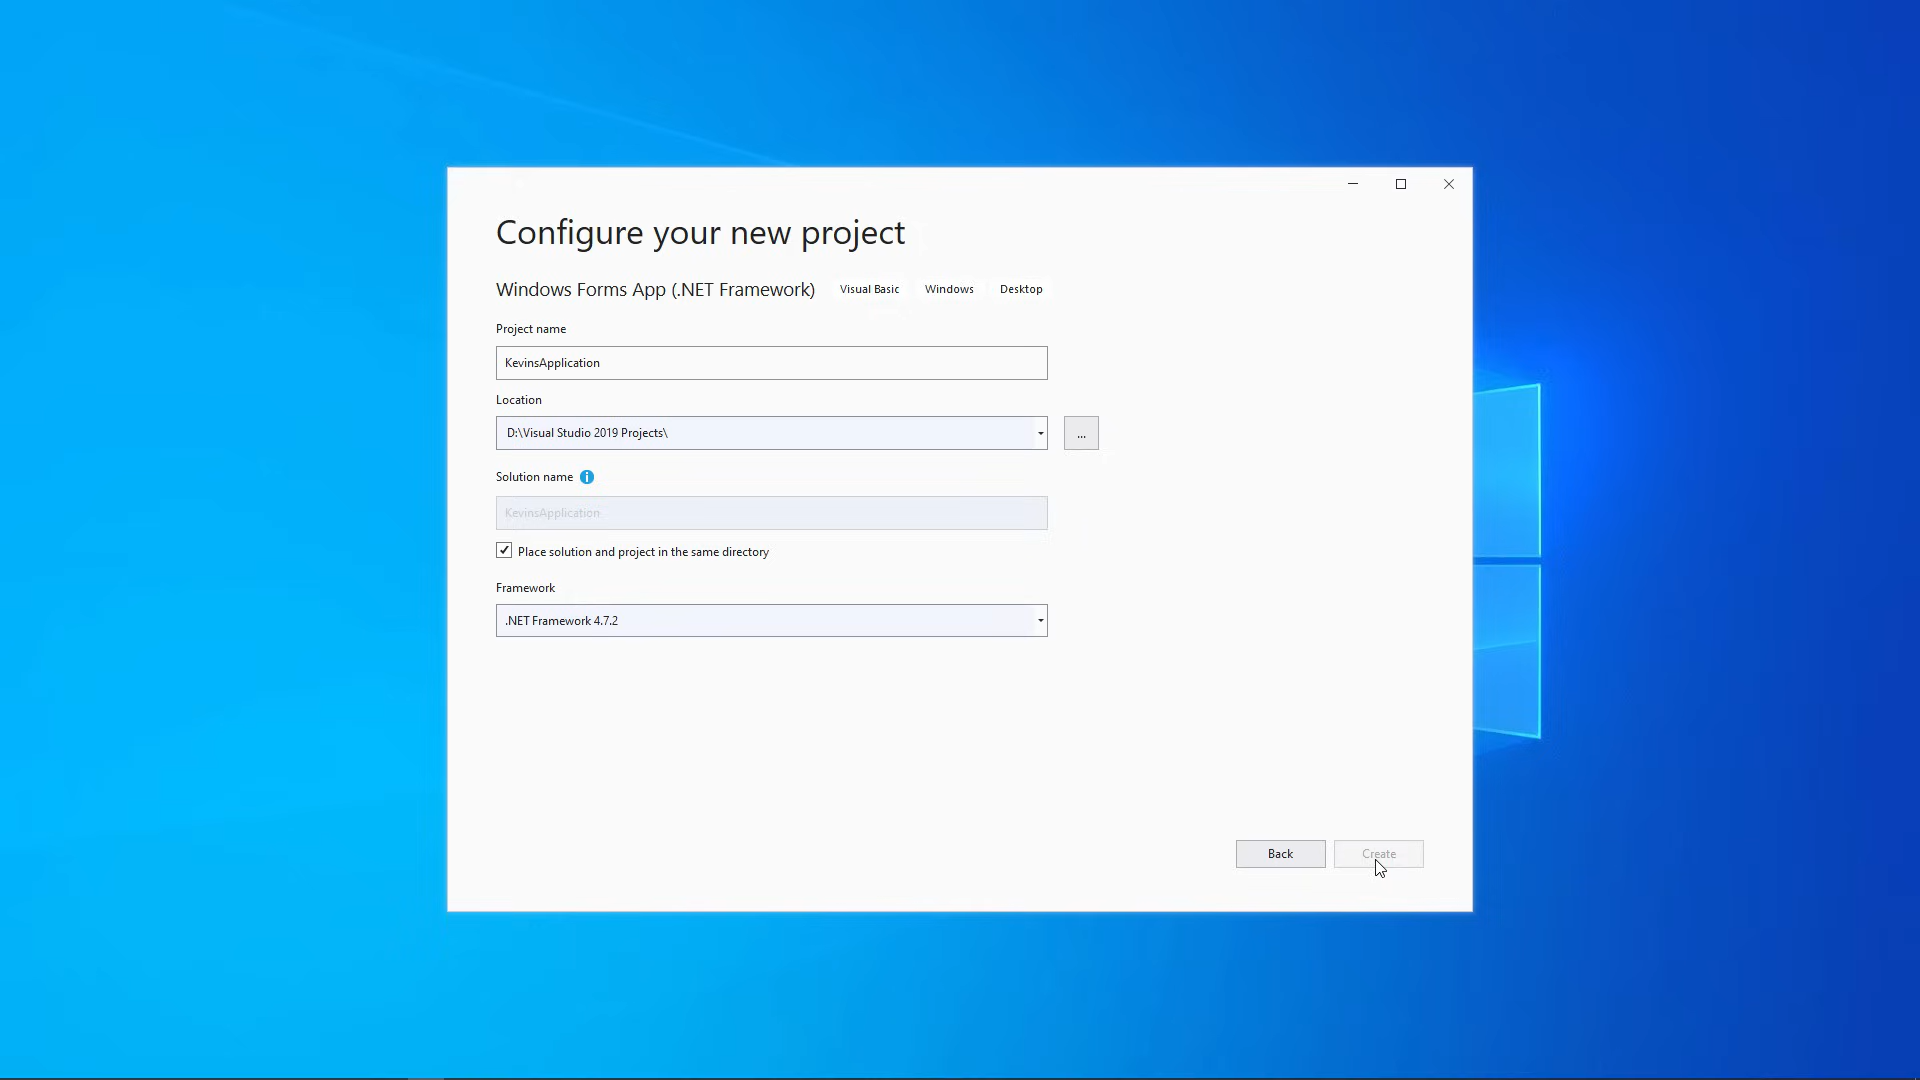 Configure your new project
Windows Forms App (.NET Framework) Visual Basic Windows Desktop
Project name
KevinsApplication
Location
D:\Visual Studio 2019 Projects\
...
Solution name
KevinsApplication
Place solution and project in the same directory
Framework
.NET Framework 4.7.2
Back Create